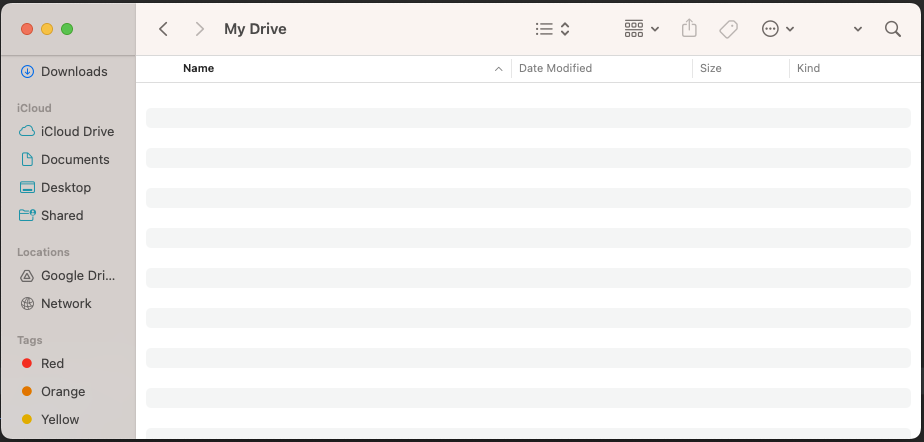 My Drive
Downloads
iCloud
iCloud Drive
Documents
Desktop
Shared
Locations
Google Dri...
Network
Tags
Red
Orange
Yellow
Name Date Modified Size Kind